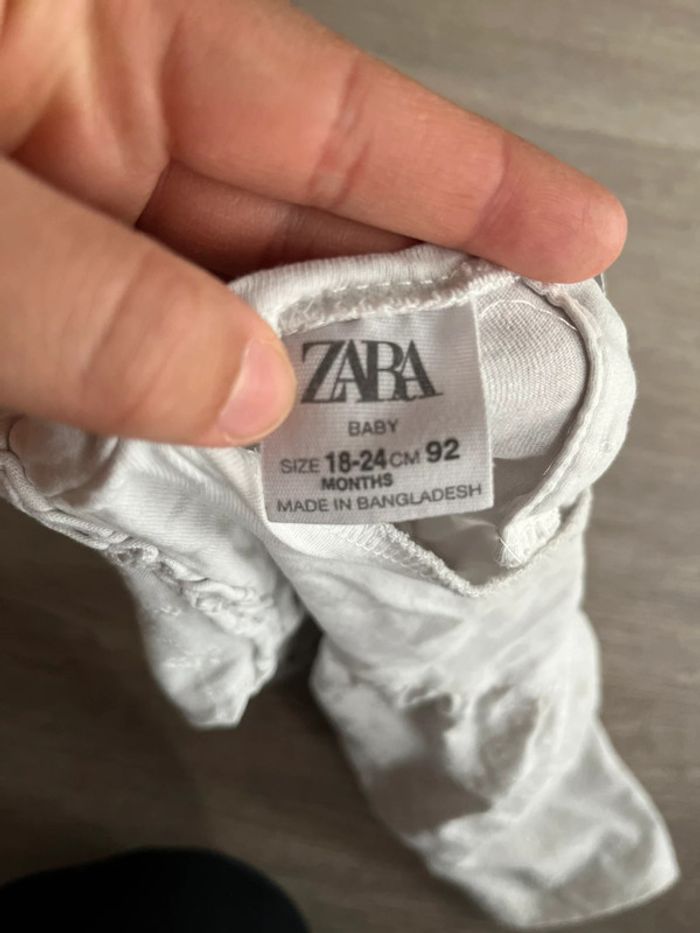 ZARA
BABY
SIZE 18-24 CM 92
MONTHS
MADE IN BANGLADESH